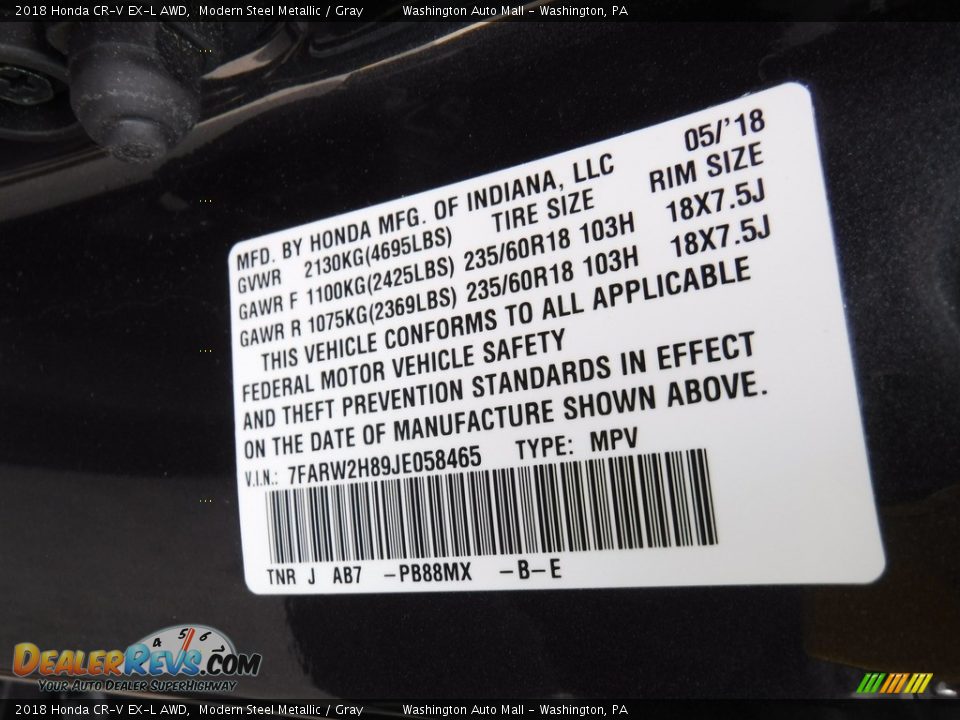 2018 Honda CR-V EX-L AWD, Modern Steel Metallic / Gray Washington Auto Mall - Washington, PA
MFD. BY HONDA MFG. OF INDIANA, LLC 05/'18
GVWR 2130KG(4695LBS) TIRE SIZE RIM SIZE
GAWR F 1100KG(2425LBS) 235/60R18 103H 18X7.5J
GAWR R 1075KG(2369LBS) 235/60R18 103H 18X7.5J
THIS VEHICLE CONFORMS TO ALL APPLICABLE
FEDERAL MOTOR VEHICLE SAFETY
AND THEFT PREVENTION STANDARDS IN EFFECT
ON THE DATE OF MANUFACTURE SHOWN ABOVE.
V.I.N.: 7FARW2H89JE058465 TYPE: MPV
TNR J AB7 -PB88MX -B-E
4 5 6
DEALERREVS.COM
YOUR AUTO DEALER SUPERHIGHWAY
2018 Honda CR-V EX-L AWD, Modern Steel Metallic / Gray Washington Auto Mall - Washington, PA